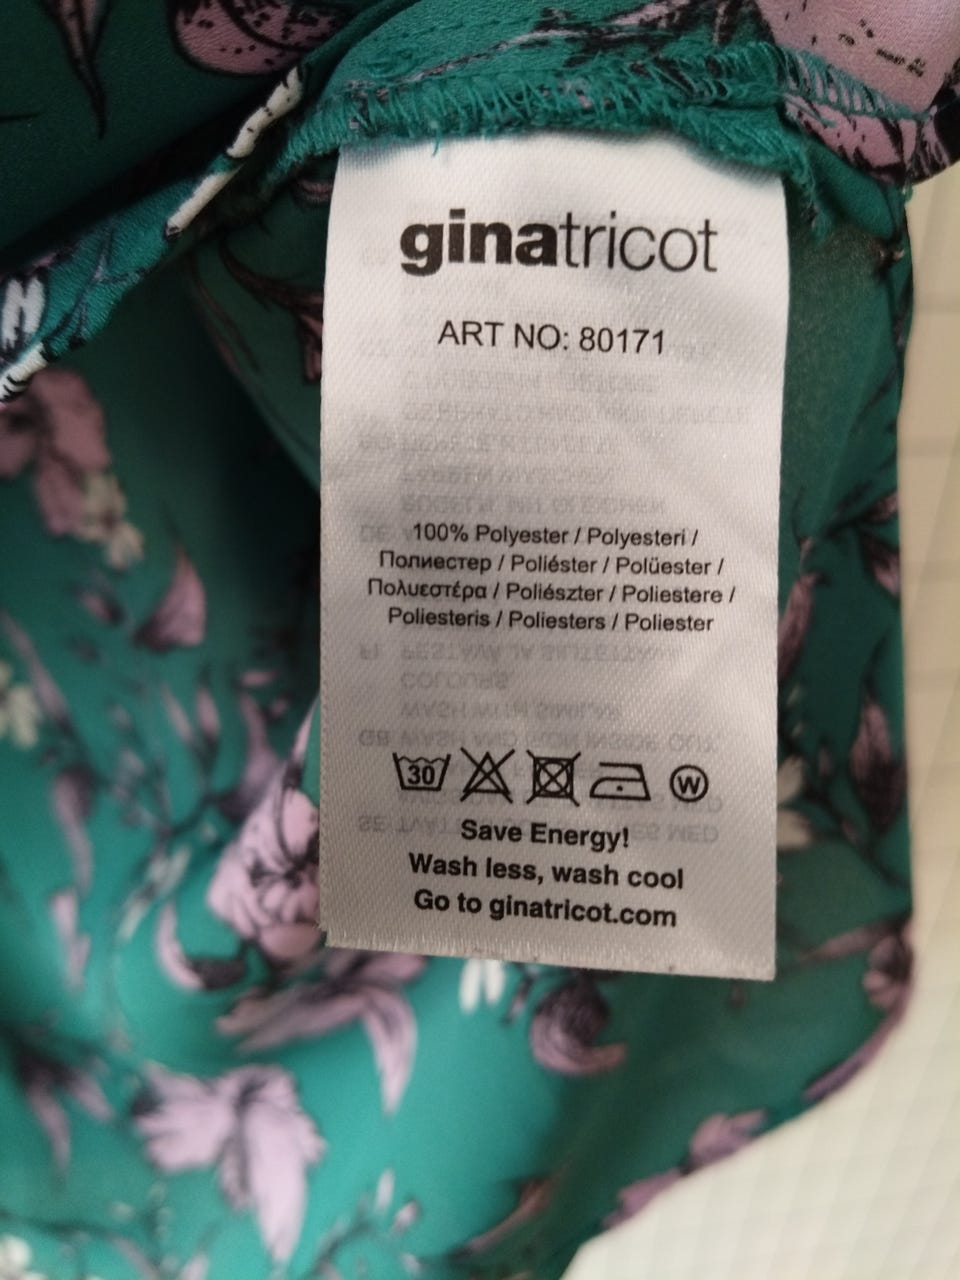 ginatricot
ART NO: 80171
100% Polyester / Polyesteri /
Полиестер / Poliéster / Polüester /
Πολυεστέρα / Poliészter / Poliestere /
Poliesteris / Poliesters / Poliester
30 W
Save Energy!
Wash less, wash cool
Go to ginatricot.com